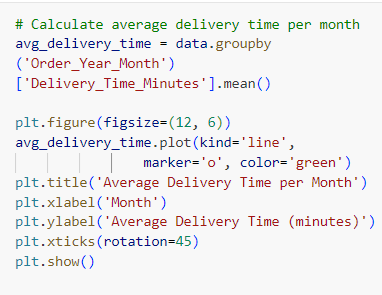 # Calculate average delivery time per month
avg_delivery_time = data.groupby
('Order_Year_Month')
['Delivery_Time_Minutes'].mean()
plt.figure(figsize=(12, 6))
avg_delivery_time.plot(kind='line',
marker='o', color='green')
plt.title('Average Delivery Time per Month')
plt.xlabel('Month')
plt.ylabel('Average Delivery Time (minutes)')
plt.xticks(rotation=45)
plt.show()